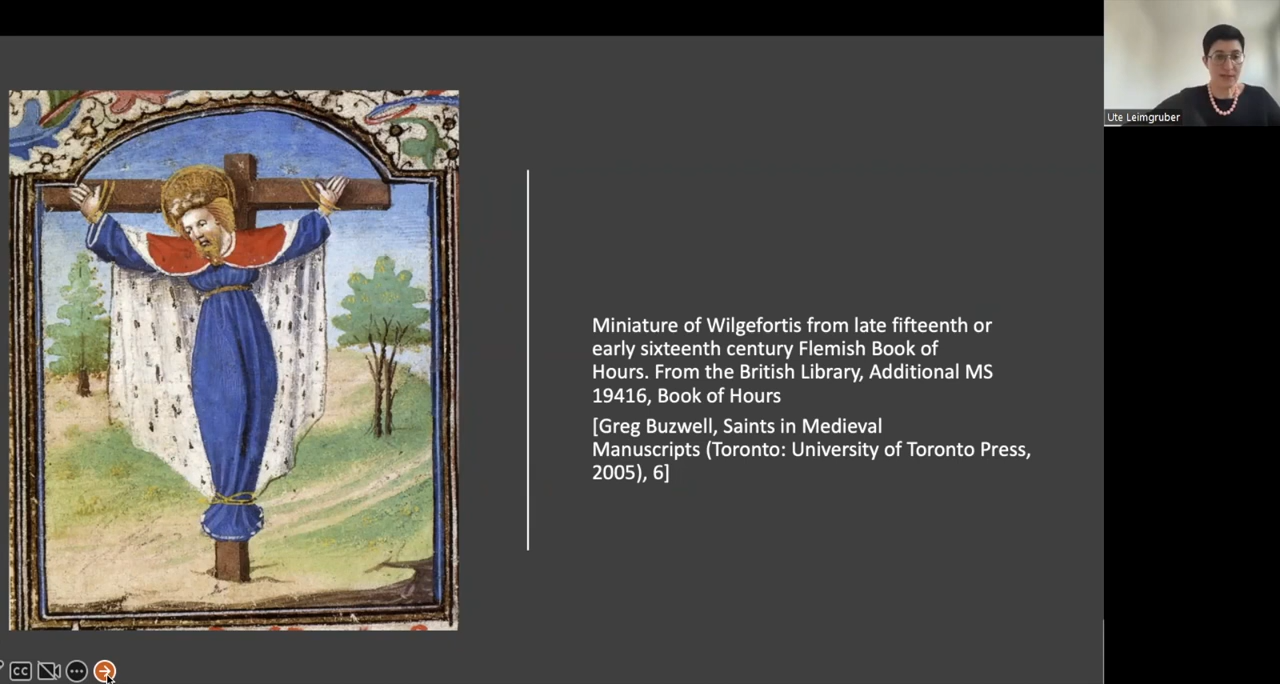 Ute Leimgruber
Miniature of Wilgefortis from late fifteenth or
early sixteenth century Flemish Book of
Hours. From the British Library, Additional MS
19416, Book of Hours
[Greg Buzwell, Saints in Medieval
Manuscripts (Toronto: University of Toronto Press,
2005), 6]
CC